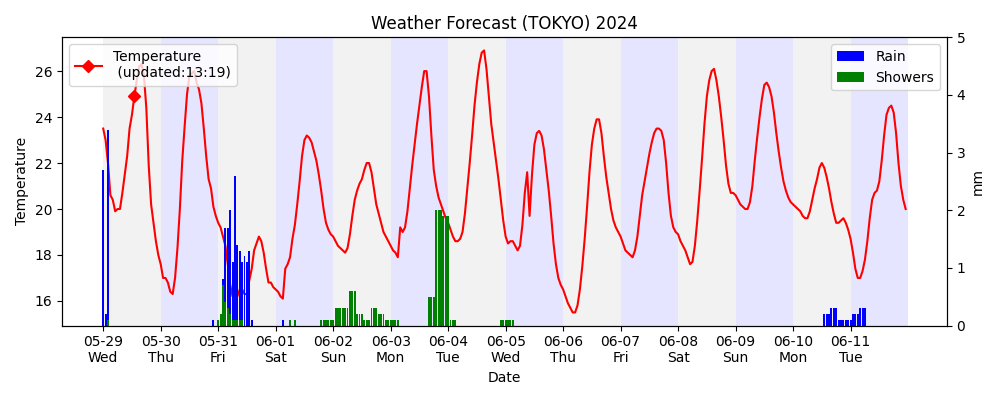 Weather Forecast (TOKYO) 2024
Temperature
(updated:13:19)
Rain
Showers
Temperature
26
24
22
20
18
16
5
4
3
2
1
0
mm
05-29 05-30 05-31 06-01 06-02 06-03 06-04 06-05 06-06 06-07 06-08 06-09 06-10 06-11
Wed Thu Fri Sat Sun Mon Tue Wed Thu Fri Sat Sun Mon Tue
Date